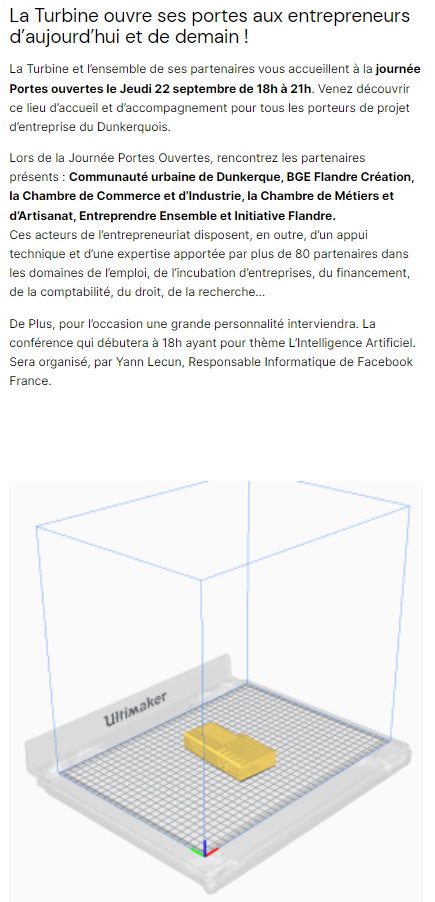 La Turbine ouvre ses portes aux entrepreneurs
d’aujourd’hui et de demain !
La Turbine et l’ensemble de ses partenaires vous accueillent à la journée
Portes ouvertes le Jeudi 22 septembre de 18h à 21h. Venez découvrir
ce lieu d’accueil et d’accompagnement pour tous les porteurs de projet
d’entreprise du Dunkerquois.
Lors de la Journée Portes Ouvertes, rencontrez les partenaires
présents : Communauté urbaine de Dunkerque, BGE Flandre Création,
la Chambre de Commerce et d’Industrie, la Chambre de Métiers et
d’Artisanat, Entreprendre Ensemble et Initiative Flandre.
Ces acteurs de l’entrepreneuriat disposent, en outre, d’un appui
technique et d’une expertise apportée par plus de 80 partenaires dans
les domaines de l’emploi, de l’incubation d’entreprises, du financement,
de la comptabilité, du droit, de la recherche…
De Plus, pour l’occasion une grande personnalité interviendra. La
conférence qui débutera à 18h ayant pour thème L’Intelligence Artificiel.
Sera organisé, par Yann Lecun, Responsable Informatique de Facebook
France.
Ultimaker